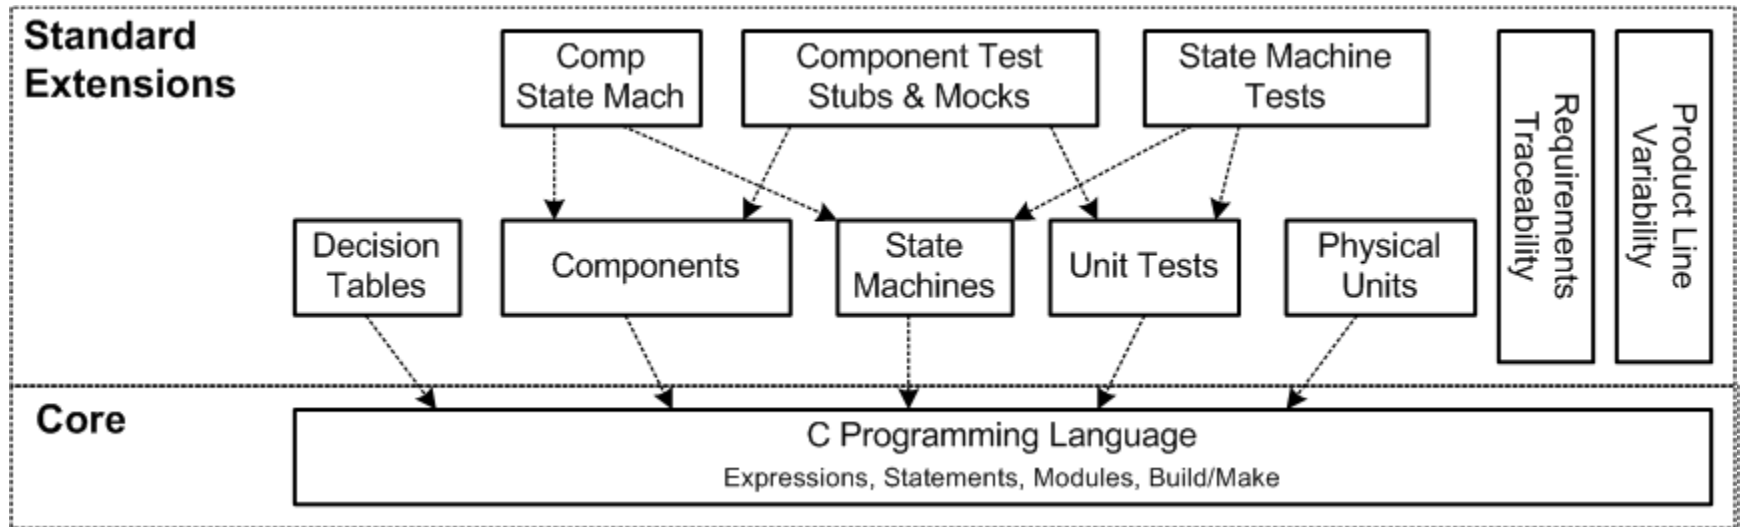 Standard
Extensions
Comp
State Mach
Component Test
Stubs & Mocks
State Machine
Tests
Requirements
Traceability
Product Line
Variability
Decision
Tables
Components
State
Machines
Unit Tests
Physical
Units
Core
C Programming Language
Expressions, Statements, Modules, Build/Make